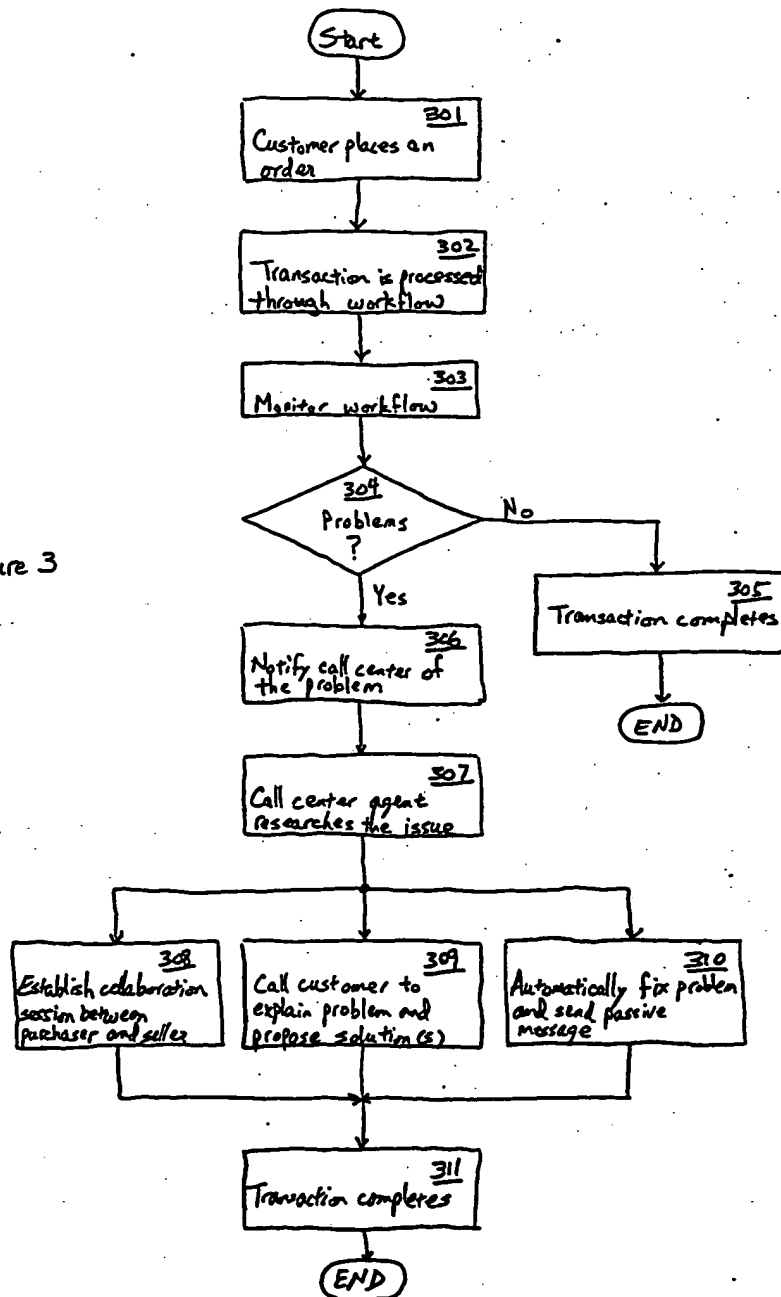 Start
301
Customer places an
order
302
Transaction is processed
through workflow
303
Monitor workflow
304
Problems
?
No
Yes
305
Transaction completes
END
306
Notify call center of
the problem
307
Call center agent
researches the issue
308
Establish collaboration
session between
purchaser and seller
309
Call customer to
explain problem and
propose solution(s)
310
Automatically fix problem
and send passive
message
311
Transaction completes
END
ure 3